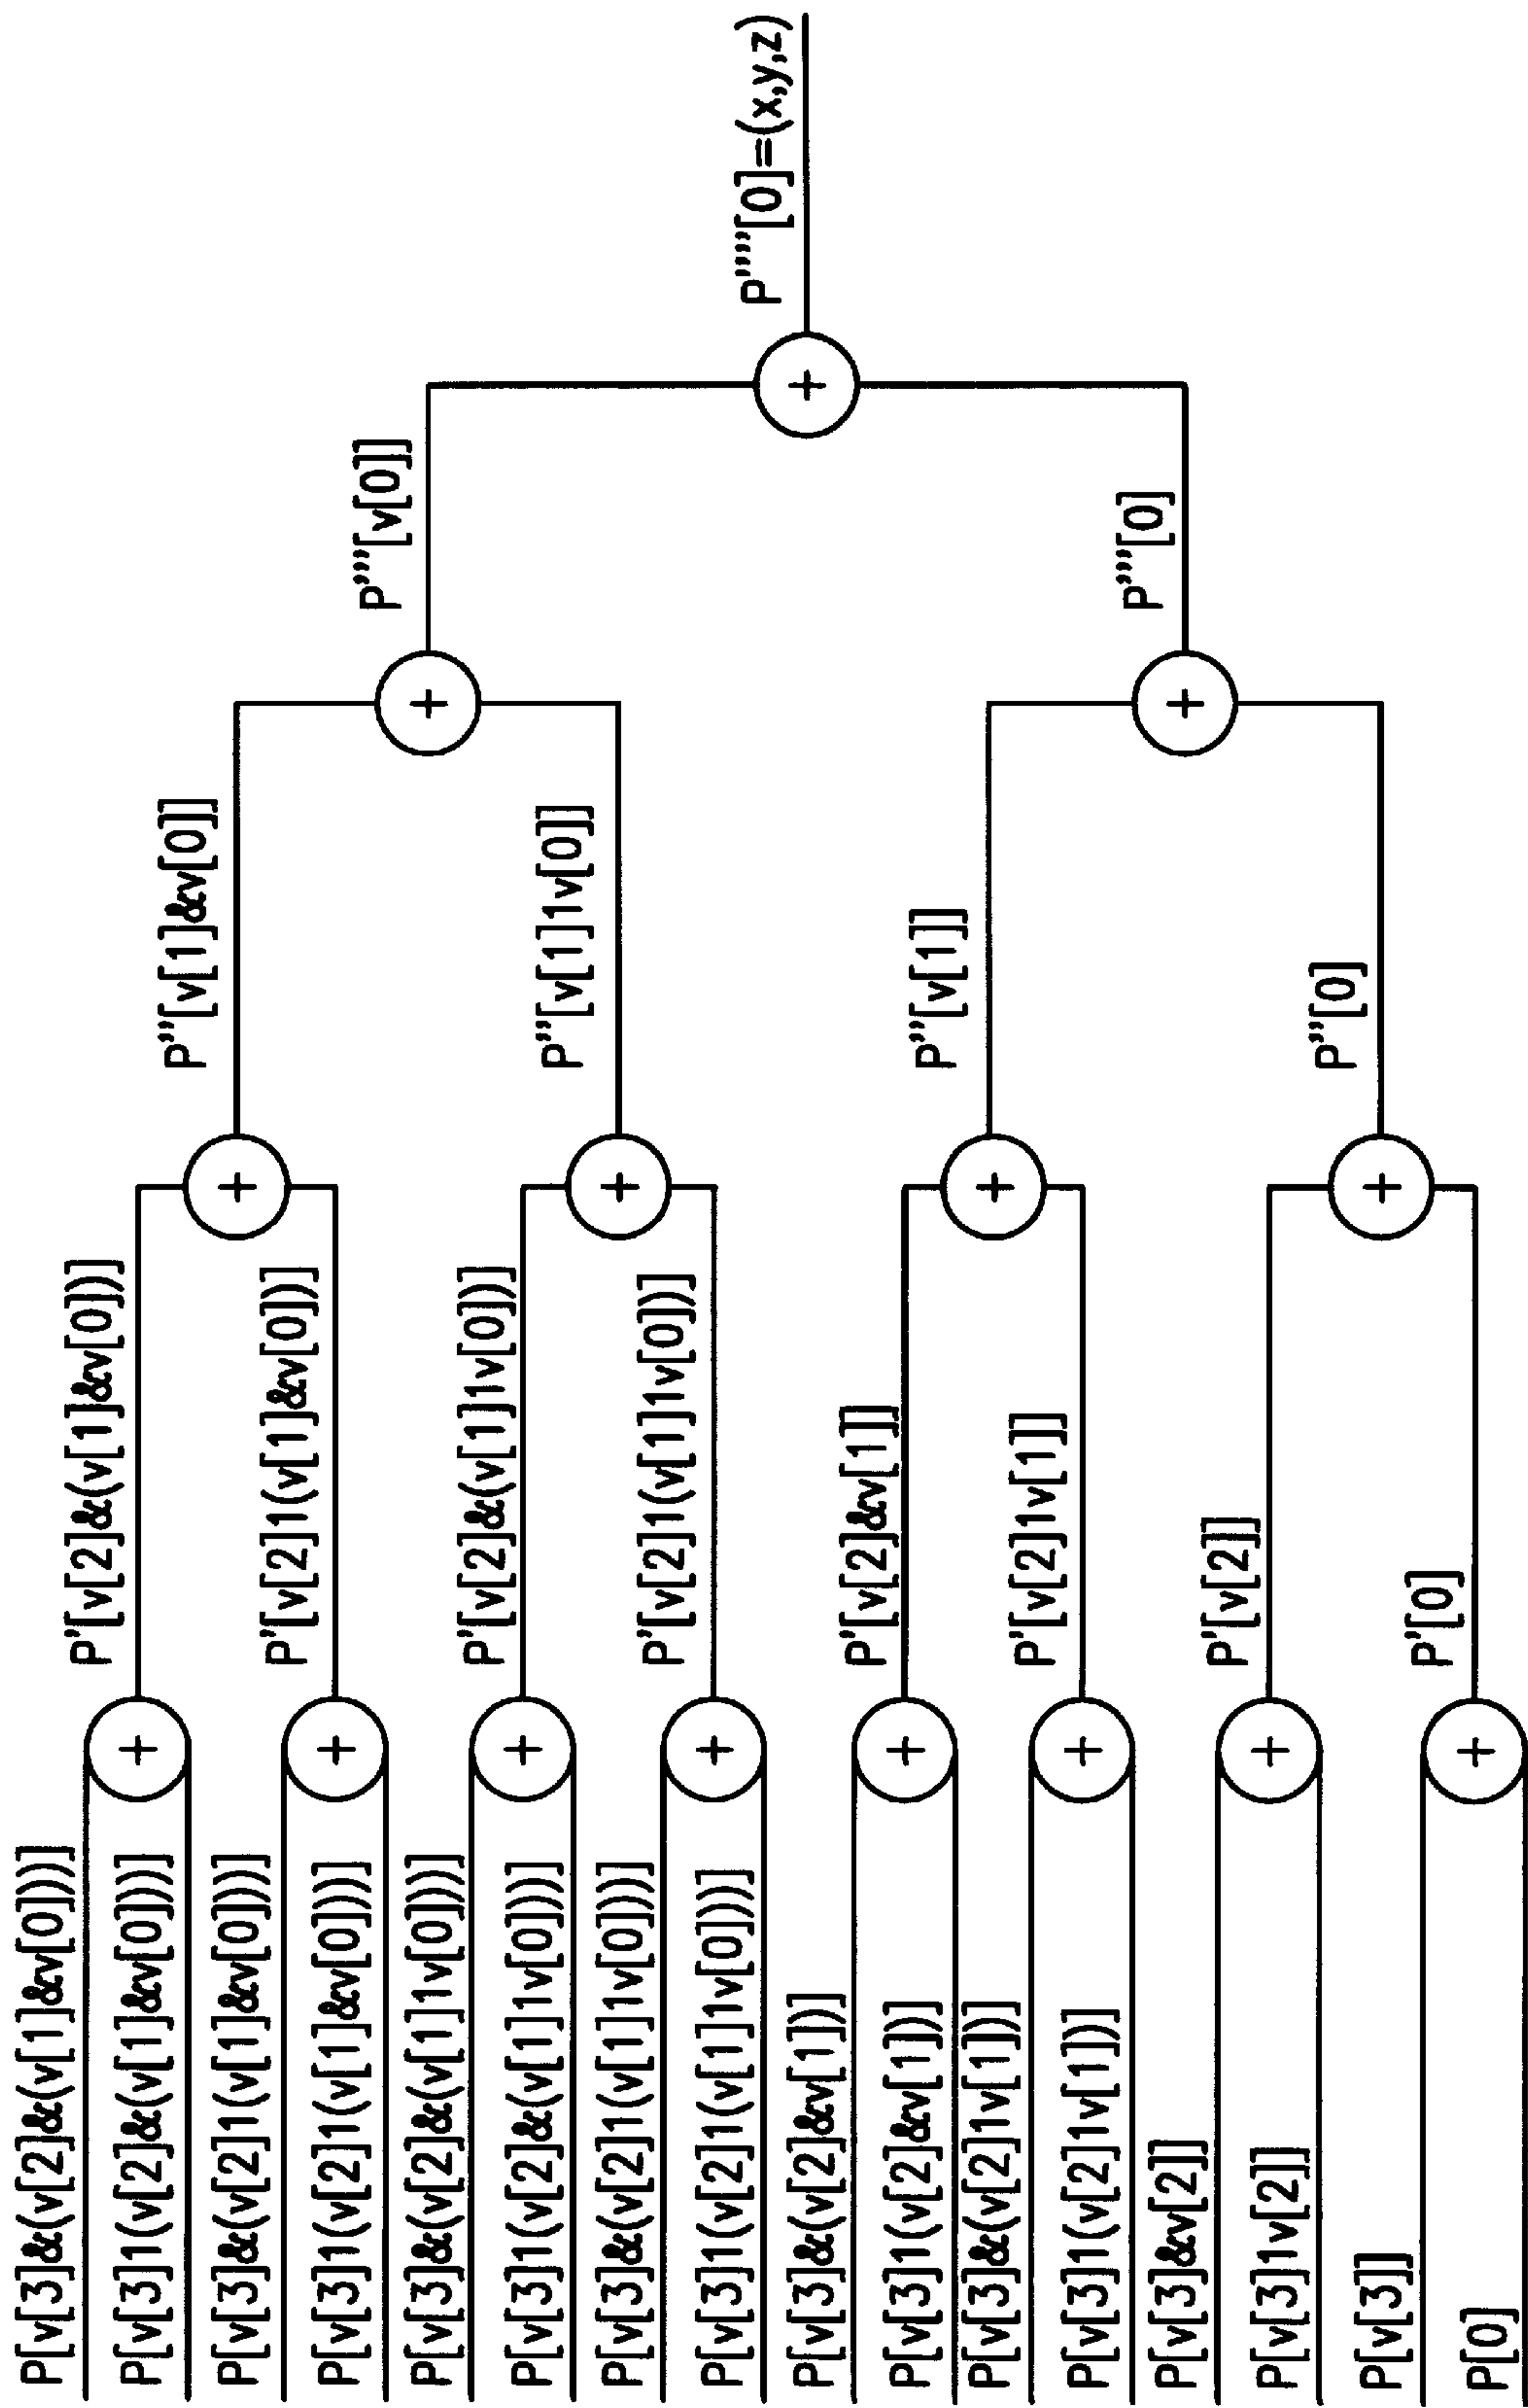 P[v[3]&(v[2]&(v[1]&v[0]))]
P[v[3]1(v[2]&(v[1]&v[0]))]
P[v[3]&(v[2]1(v[1]&v[0]))]
P[v[3]1(v[2]1(v[1]&v[0]))]
P[v[3]&(v[2]&(v[1]1v[0]))]
P[v[3]1(v[2]&(v[1]1v[0]))]
P[v[3]&(v[2]1(v[1]1v[0]))]
P[v[3]1(v[2]1(v[1]1v[0]))]
P[v[3]&(v[2]&v[1])]
P[v[3]1(v[2]&v[1])]
P[v[3]&(v[2]1v[1])]
P[v[3]1(v[2]1v[1])]
P[v[3]&v[2]]
P[v[3]1v[2]]
P[v[3]]
P[0]
P'[v[2]&(v[1]&v[0])]
P'[v[2]1(v[1]&v[0])]
P'[v[2]&(v[1]1v[0])]
P'[v[2]1(v[1]1v[0])]
P'[v[2]&v[1]]
P'[v[2]1v[1]]
P'[v[2]]
P'[0]
P''[v[1]&v[0]]
P''[v[1]1v[0]]
P''[v[1]]
P''[0]
P'''[v[0]]
P'''[0]
P''''[0]=(x,y,z)